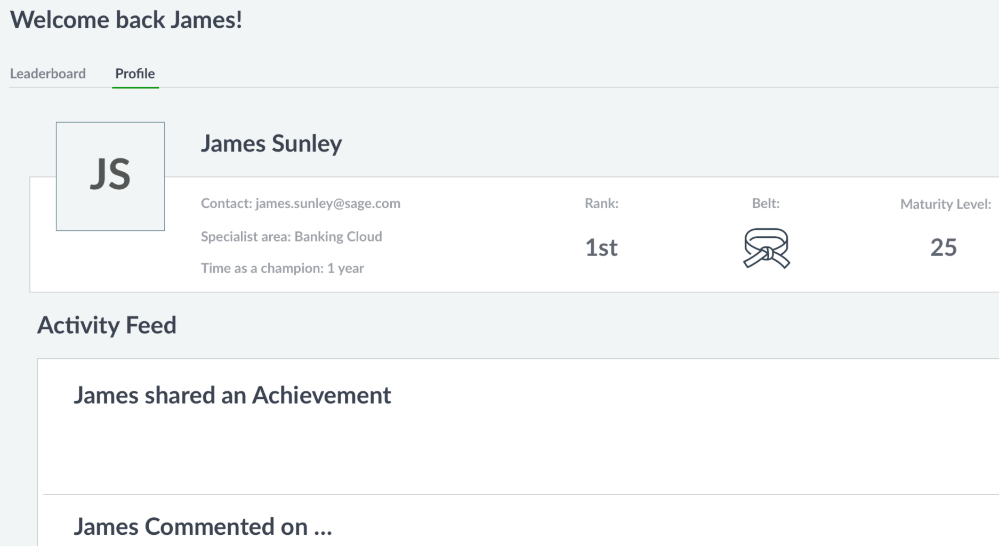 Welcome back James!
Leaderboard Profile
JS
James Sunley
Contact: james.sunley@sage.com
Specialist area: Banking Cloud
Time as a champion: 1 year
Rank:
1st
Belt:
Maturity Level:
25
Activity Feed
James shared an Achievement
James Commented on ...